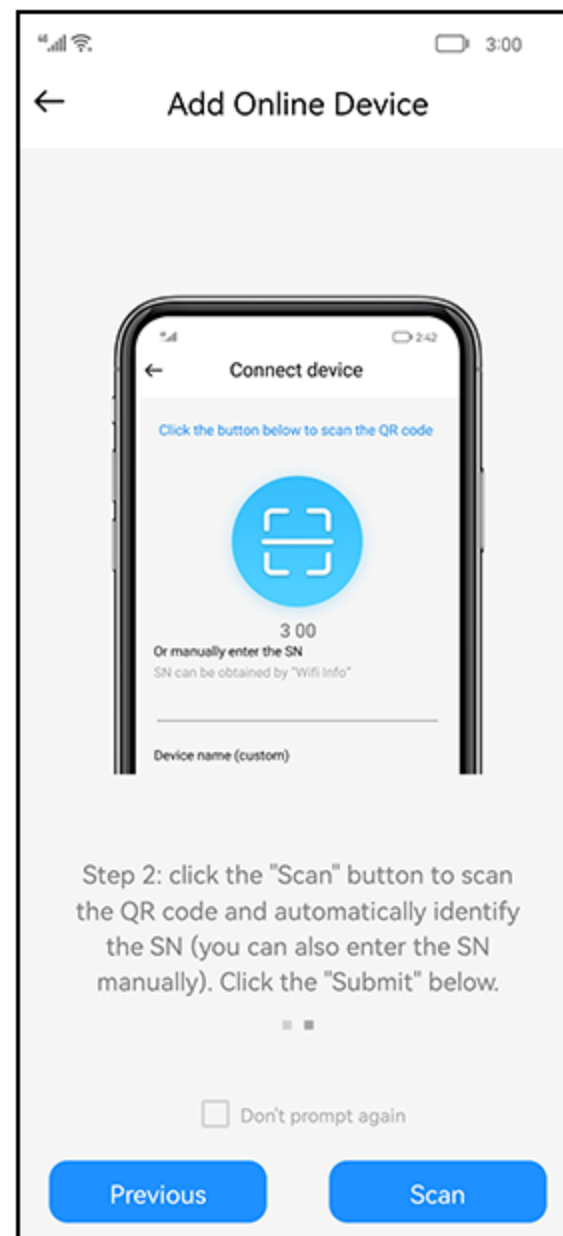 3:00
Add Online Device
2:42
Connect device
Click the button below to scan the QR code
3 00
Or manually enter the SN
SN can be obtained by "Wifi Info"
Device name (custom)
Step 2: click the "Scan" button to scan
the QR code and automatically identify
the SN (you can also enter the SN
manually). Click the "Submit" below.
Don't prompt again
Previous
Scan